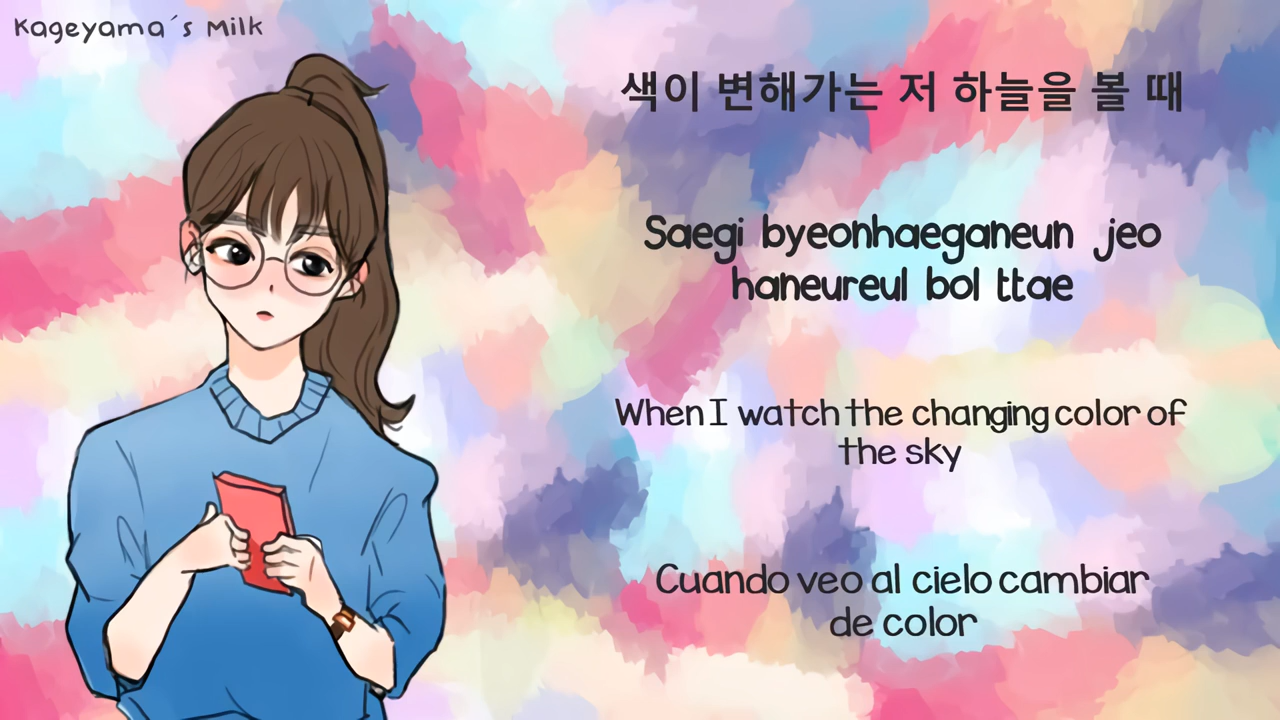 Kageyama´s Milk
색이 변해가는 저 하늘을 볼 때
Saegi byeonhaeganeun jeo
haneureul bol ttae
When I watch the changing color of
the sky
Cuando veo al cielo cambiar
de color